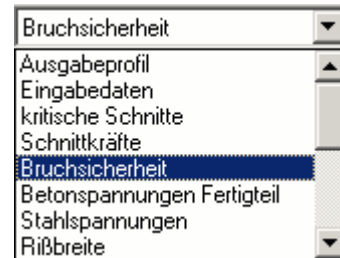 Bruchsicherheit
Ausgabeprofil
Eingabedaten
kritische Schnitte
Schnittkräfte
Bruchsicherheit
Betonspannungen Fertigteil
Stahlspannungen
Rißbreite